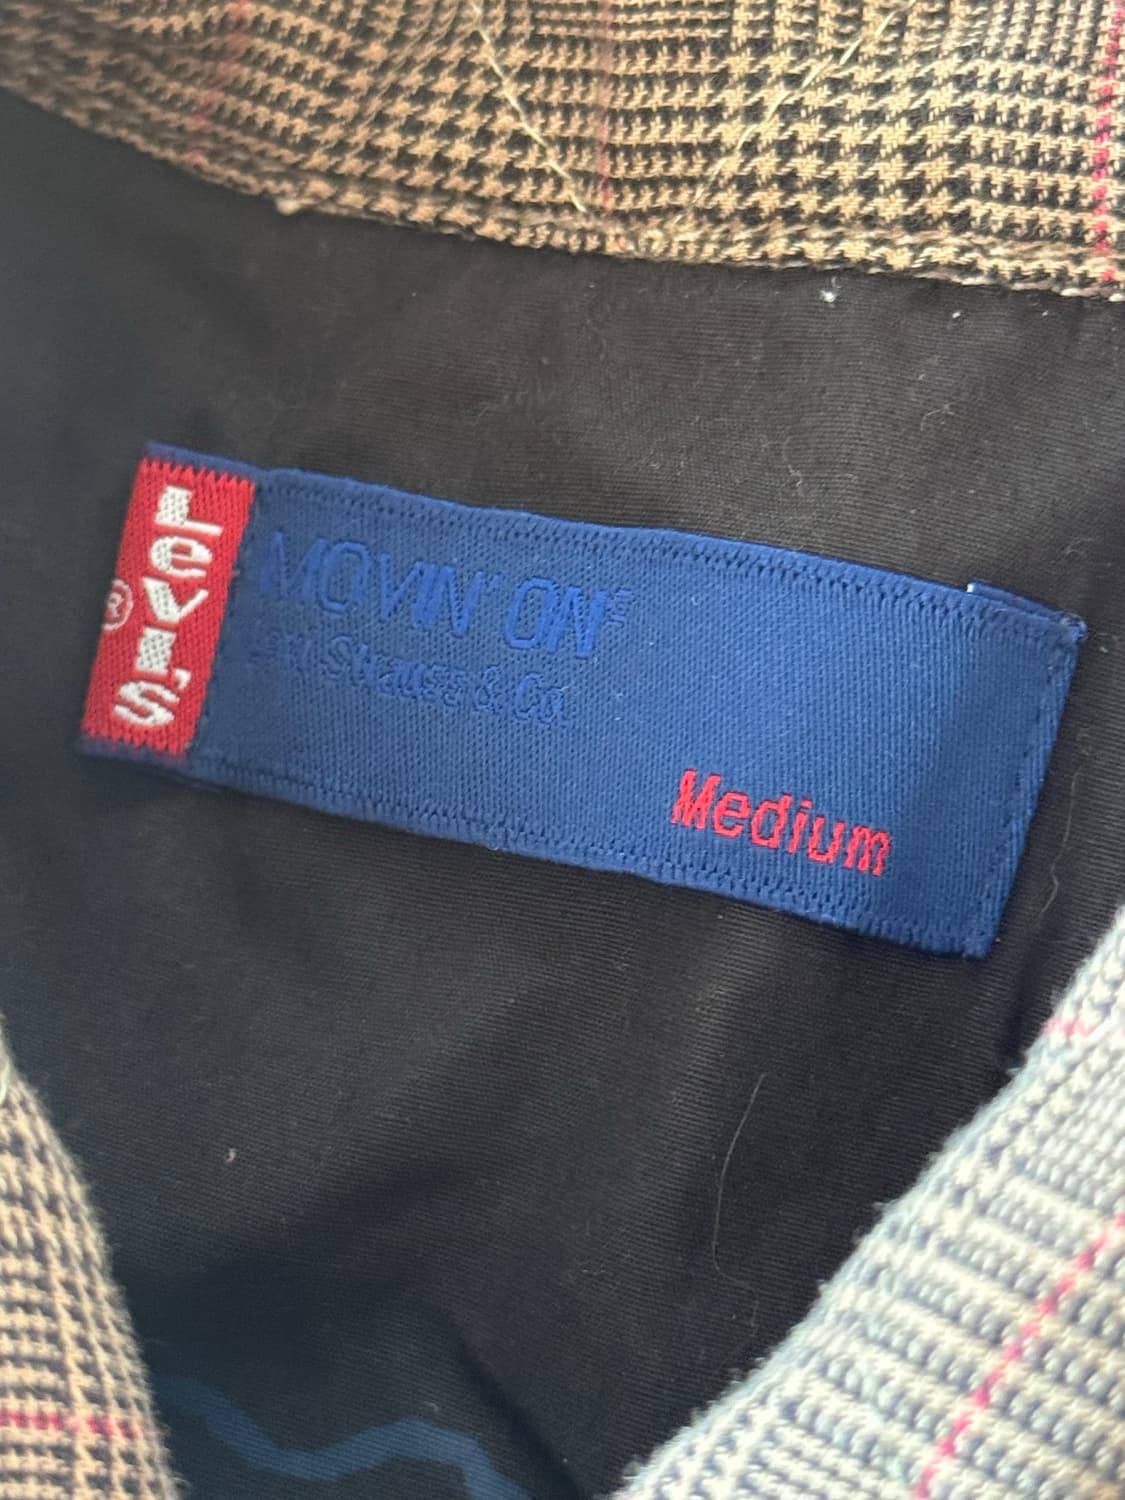 LeVI'S
®
MOVIN' ON
Levi Strauss & Co.
Medium